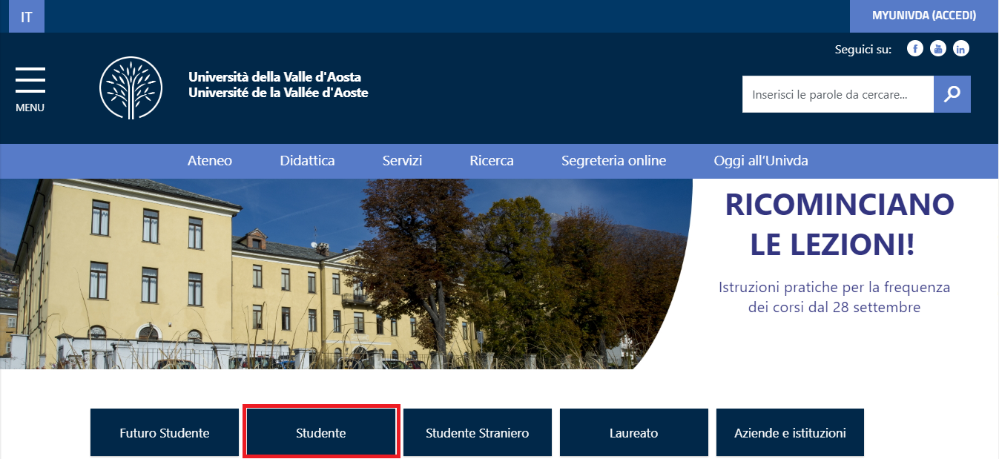 IT
MYUNIVDA (ACCEDI)
Seguici su:
MENU
Università della Valle d'Aosta
Université de la Vallée d'Aoste
Inserisci le parole da cercare...
Ateneo Didattica Servizi Ricerca Segreteria online Oggi all’Univda
RICOMINCIANO
LE LEZIONI!
Istruzioni pratiche per la frequenza
dei corsi dal 28 settembre
Futuro Studente Studente Studente Straniero Laureato Aziende e istituzioni